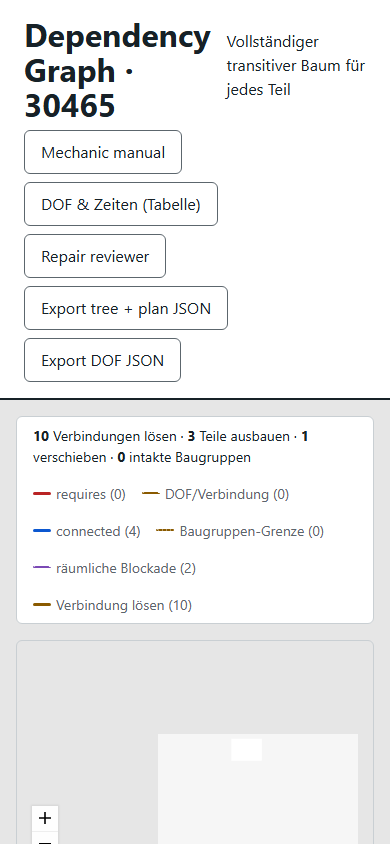 Dependency
Graph ·
30465
Vollständiger
transitiver Baum für
jedes Teil
Mechanic manual
DOF & Zeiten (Tabelle)
Repair reviewer
Export tree + plan JSON
Export DOF JSON
10 Verbindungen lösen · 3 Teile ausbauen · 1
verschieben · 0 intakte Baugruppen
requires (0) DOF/Verbindung (0)
connected (4) Baugruppen-Grenze (0)
räumliche Blockade (2)
Verbindung lösen (10)
+
−